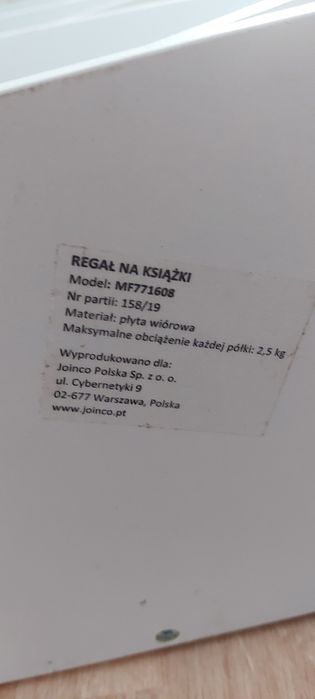 REGAŁ NA KSIĄŻKI
Model: MF771608
Nr partii: 158/19
Materiał: płyta wiórowa
Maksymalne obciążenie każdej półki: 2,5 kg
Wyprodukowano dla:
Joinco Polska Sp. z o. o.
ul. Cybernetyki 9
02-677 Warszawa, Polska
www.joinco.pt